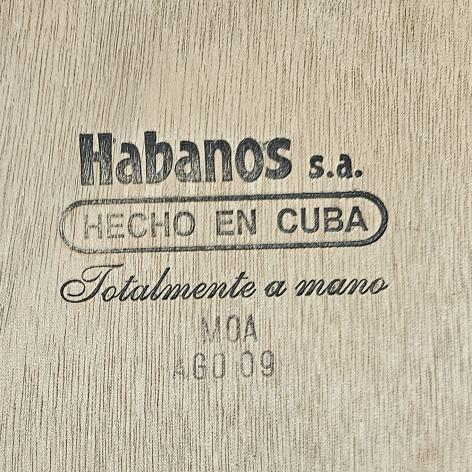 Habanos s.a.
HECHO EN CUBA
Totalmente a mano
MOA
AGO 09